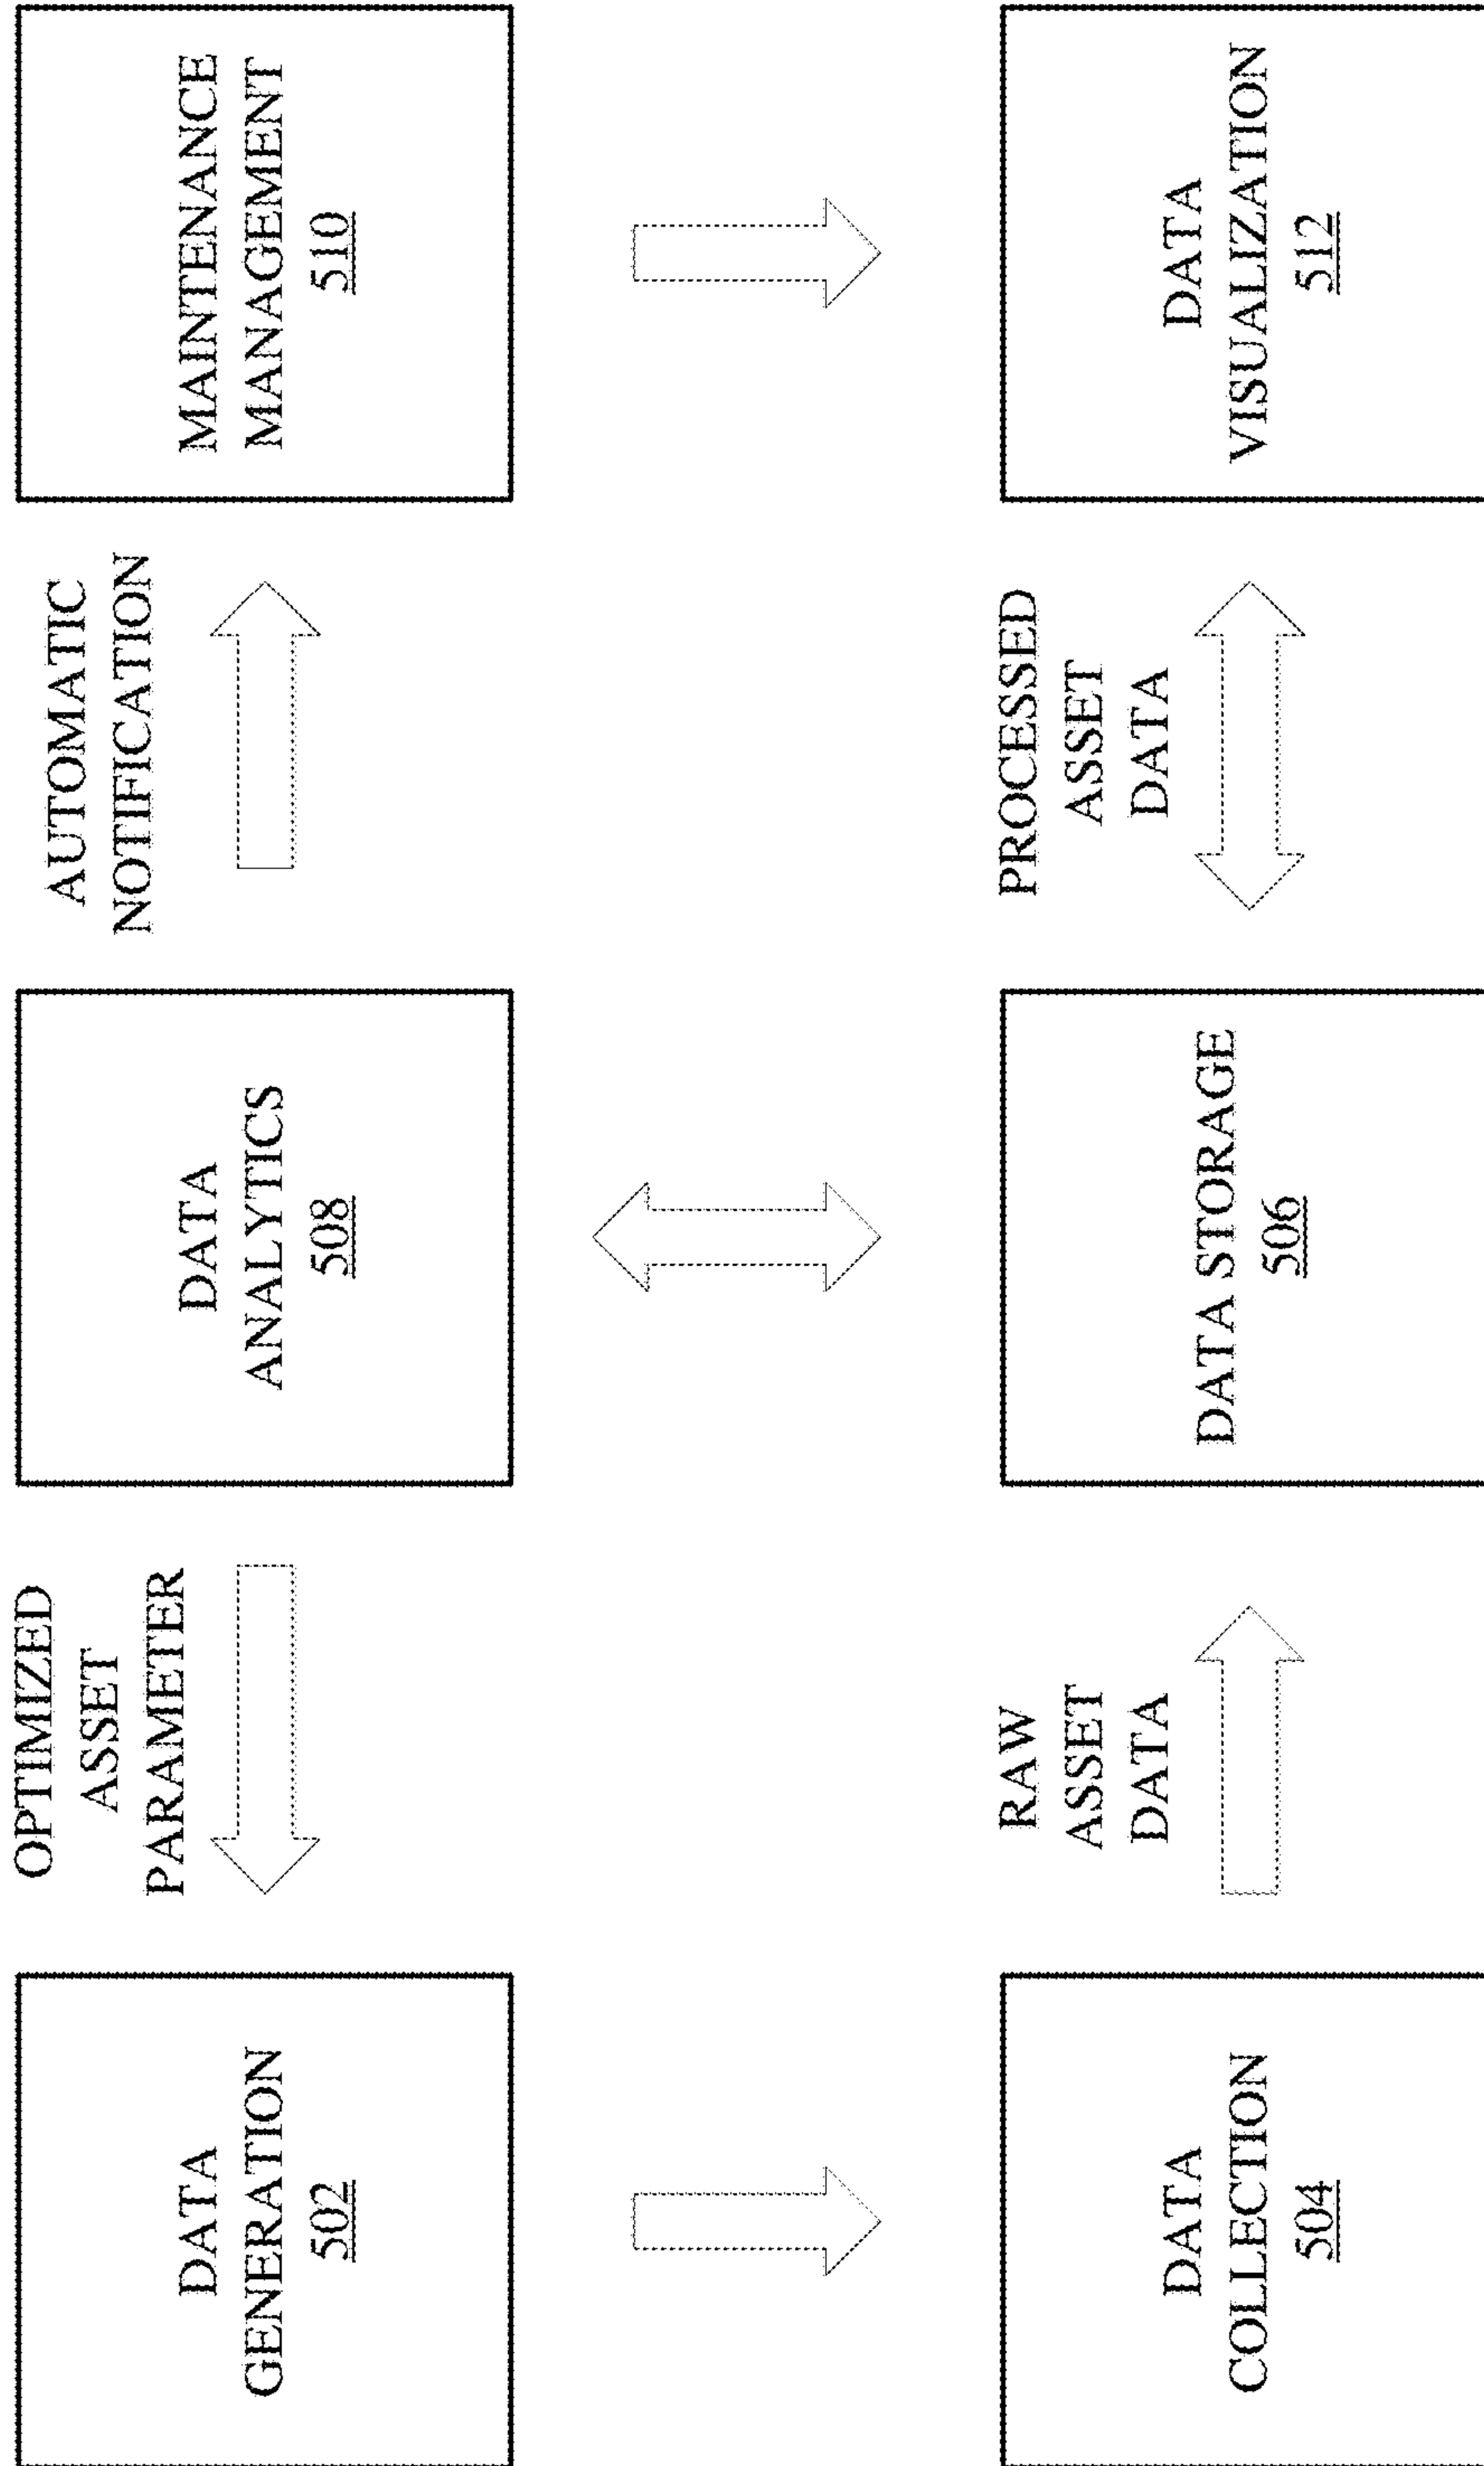 DATA
GENERATION
502
OPTIMIZED
ASSET
PARAMETER
DATA
ANALYTICS
508
AUTOMATIC
NOTIFICATION
MAINTENANCE
MANAGEMENT
510
DATA
COLLECTION
504
RAW
ASSET
DATA
DATA STORAGE
506
PROCESSED
ASSET
DATA
DATA
VISUALIZATION
512